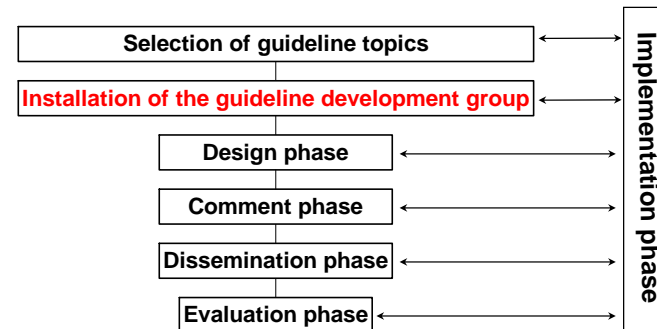 Selection of guideline topics
Installation of the guideline development group
Design phase
Comment phase
Dissemination phase
Evaluation phase
Implementation phase